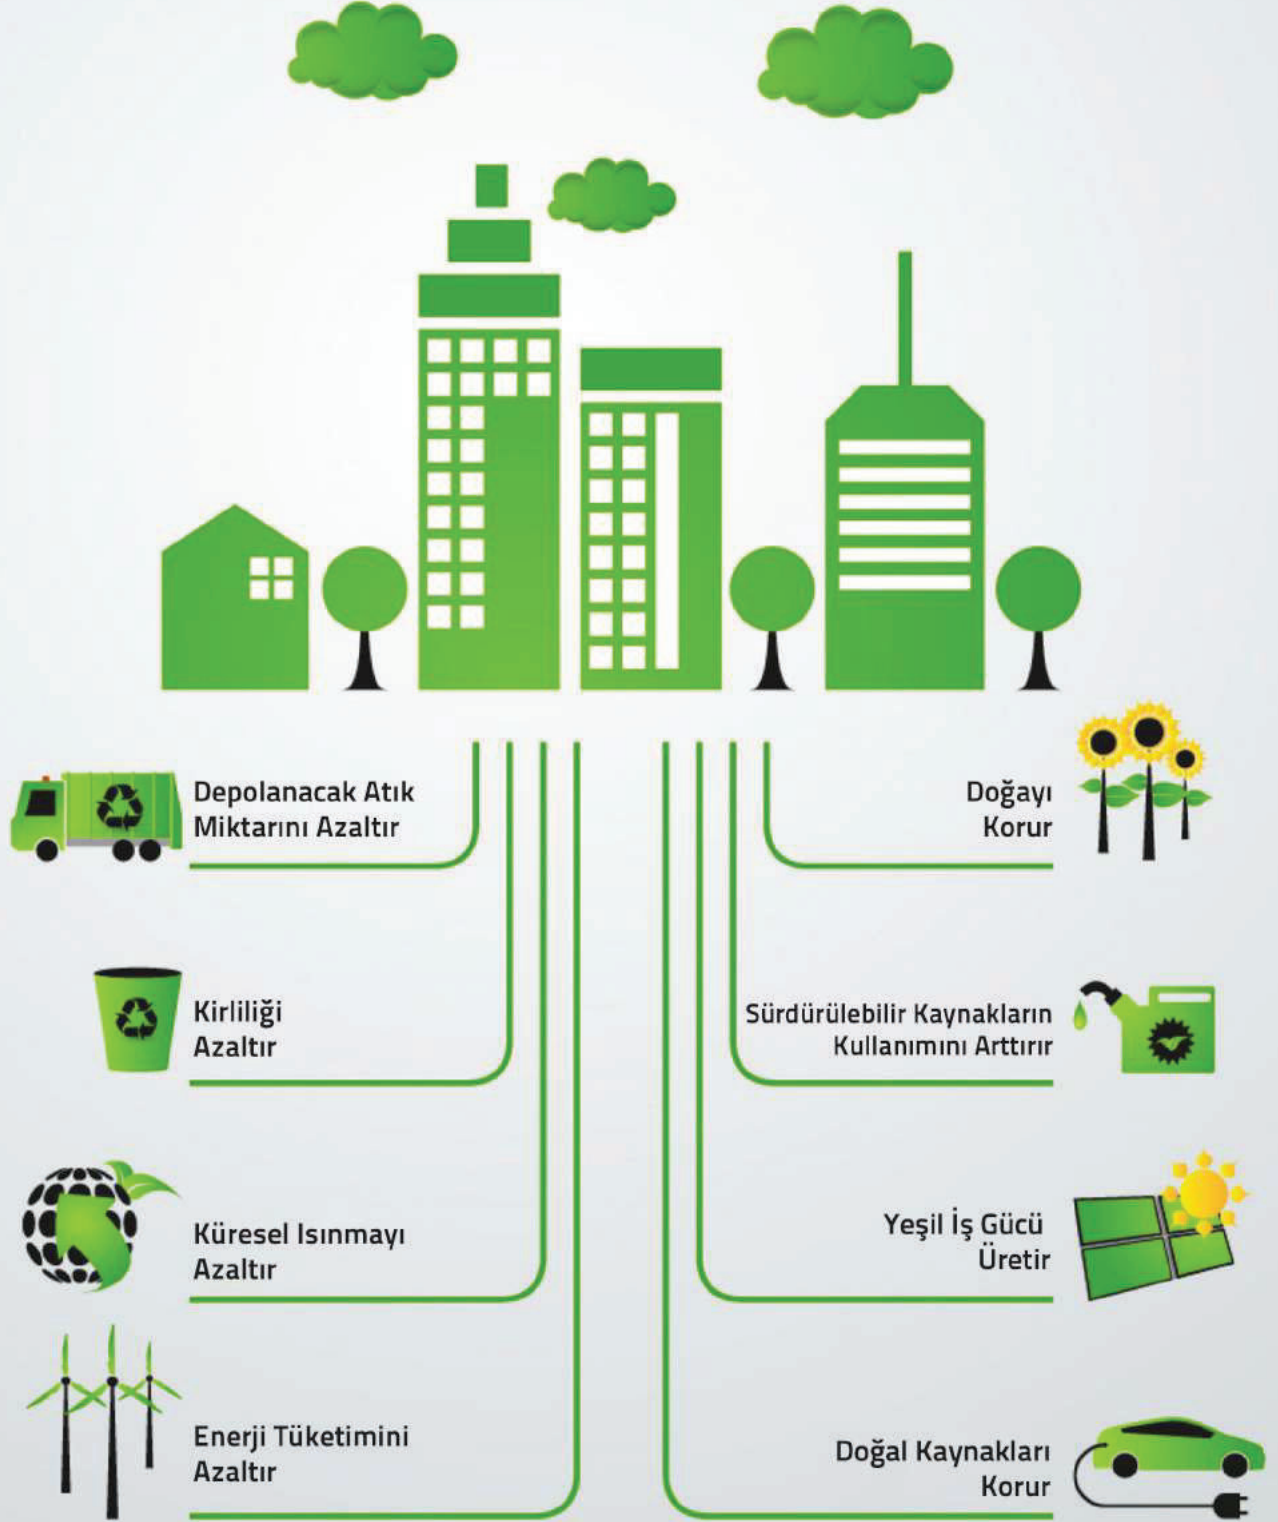 Depolanacak Atık
Miktarını Azaltır
Doğayı
Korur
Kirliliği
Azaltır
Sürdürülebilir Kaynakların
Kullanımını Arttırır
Küresel Isınmayı
Azaltır
Yeşil İş Gücü
Üretir
Enerji Tüketimini
Azaltır
Doğal Kaynakları
Korur